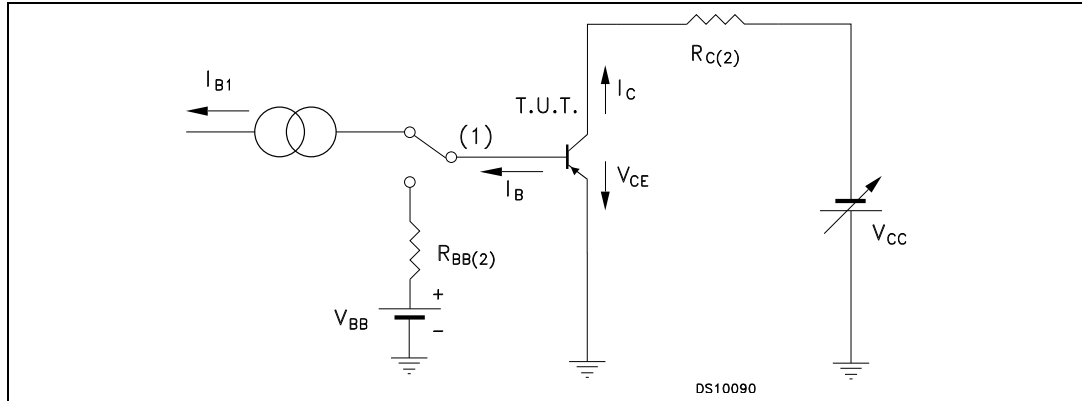 R_C(2)
I_B1
I_C
T.U.T.
(1)
V_CE
I_B
V_CC
R_BB(2)
+
V_BB
−
DS10090